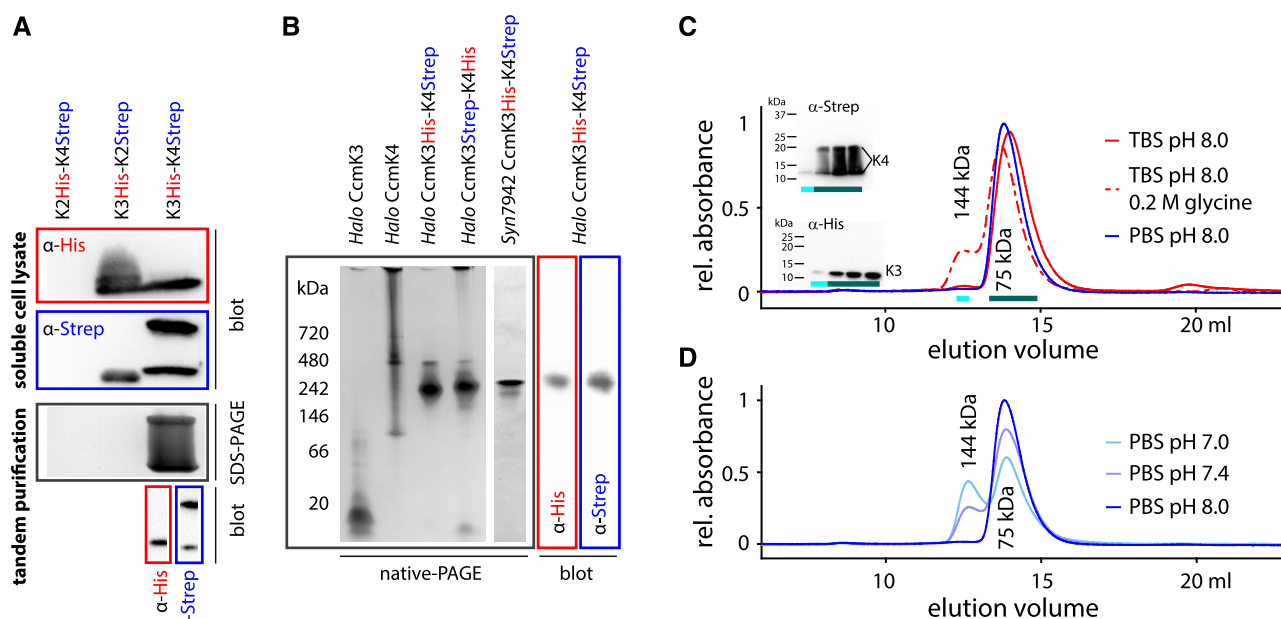 A
K2His-K4Strep
K3His-K2Strep
K3His-K4Strep
soluble cell lysate
α-His
α-Strep
blot
tandem purification
SDS-PAGE
blot
α-His
-Strep
B
Halo CcmK3
Halo CcmK4
Halo CcmK3His-K4Strep
Halo CcmK3Strep-K4His
Syn7942 CcmK3His-K4Strep
Halo CcmK3His-K4Strep
kDa
720
480
242
146
66
20
α-His
α-Strep
native-PAGE
blot
C
rel. absorbance
1
0.5
0
kDa
α-Strep
37
25
20
15
10
K4
kDa
α-His
25
20
15
10
K3
144 kDa
75 kDa
TBS pH 8.0
TBS pH 8.0
0.2 M glycine
PBS pH 8.0
10
15
20 ml
elution volume
D
rel. absorbance
1
0.5
0
144 kDa
75 kDa
PBS pH 7.0
PBS pH 7.4
PBS pH 8.0
10
15
20 ml
elution volume